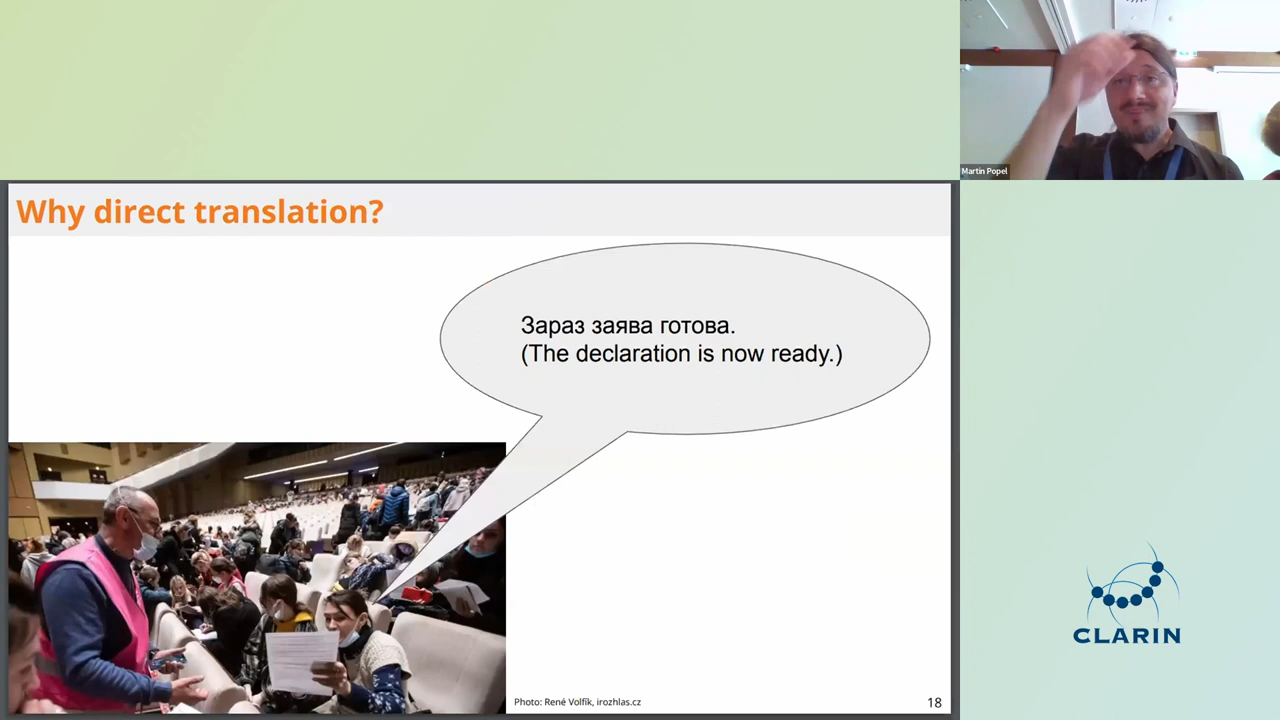 Martin Popel
Why direct translation?
Зараз заява готова.
(The declaration is now ready.)
CLARIN
Photo: René Volfík, irozhlas.cz
18